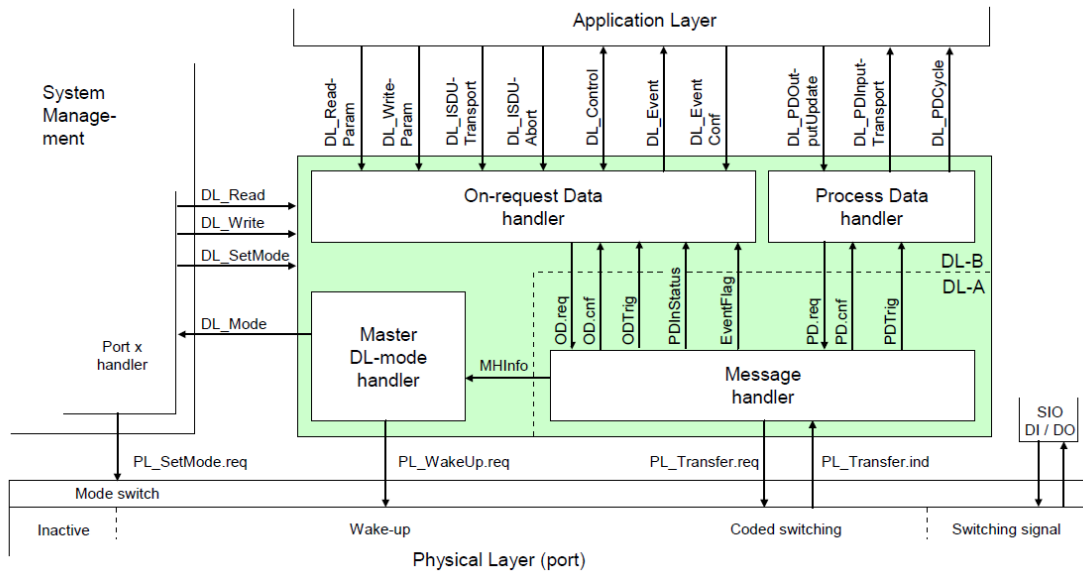 Application Layer
System
Manage-
ment
DL_Read-
Param
DL_Write-
Param
DL_ISDU-
Transport
DL_ISDU-
Abort
DL_Control
DL_Event
DL_Event
Conf
DL_PDOut-
putUpdate
DL_PDInput-
Transport
DL_PDCycle
DL_Read
DL_Write
DL_SetMode
DL_Mode
On-request Data
handler
Process Data
handler
DL-B
DL-A
OD.req
OD.cnf
ODTrig
PDInStatus
EventFlag
PD.req
PD.cnf
PDTrig
Port x
handler
Master
DL-mode
handler
MHInfo
Message
handler
SIO
DI / DO
PL_SetMode.req
PL_WakeUp.req
PL_Transfer.req
PL_Transfer.ind
Mode switch
Inactive
Wake-up
Coded switching
Switching signal
Physical Layer (port)